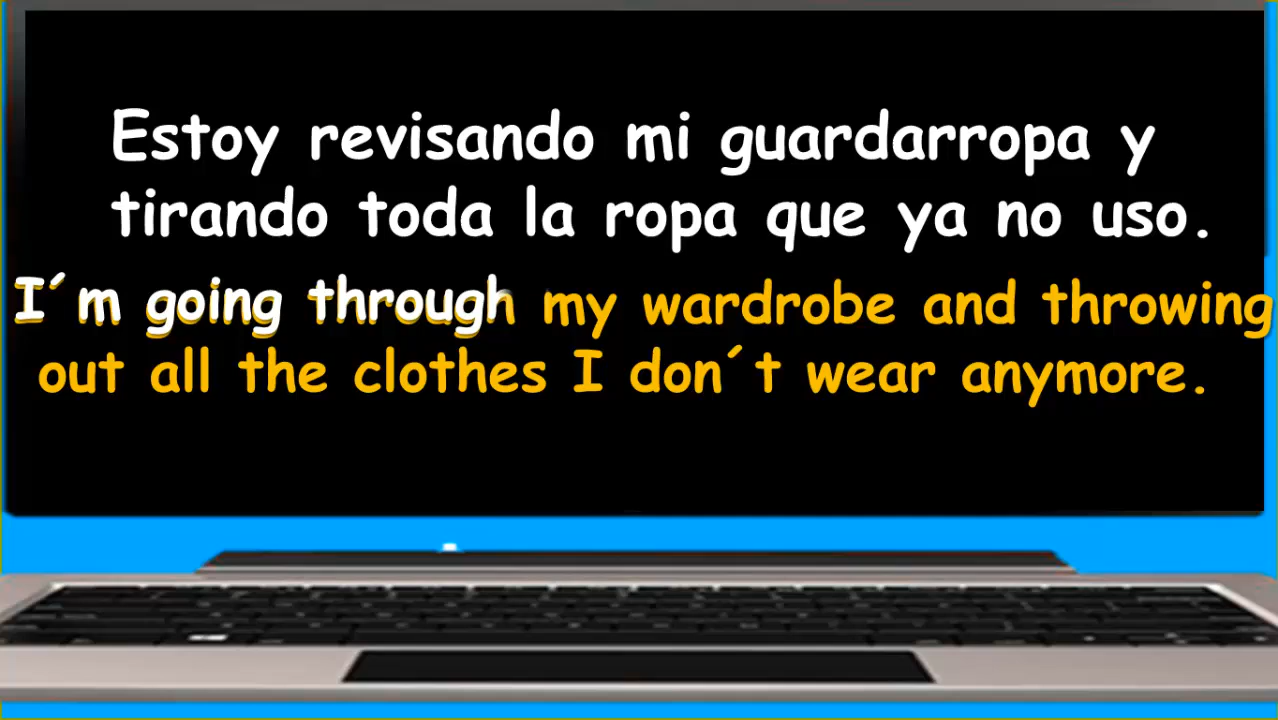 Estoy revisando mi guardarropa y
tirando toda la ropa que ya no uso.
I´m going through my wardrobe and throwing
out all the clothes I don´t wear anymore.